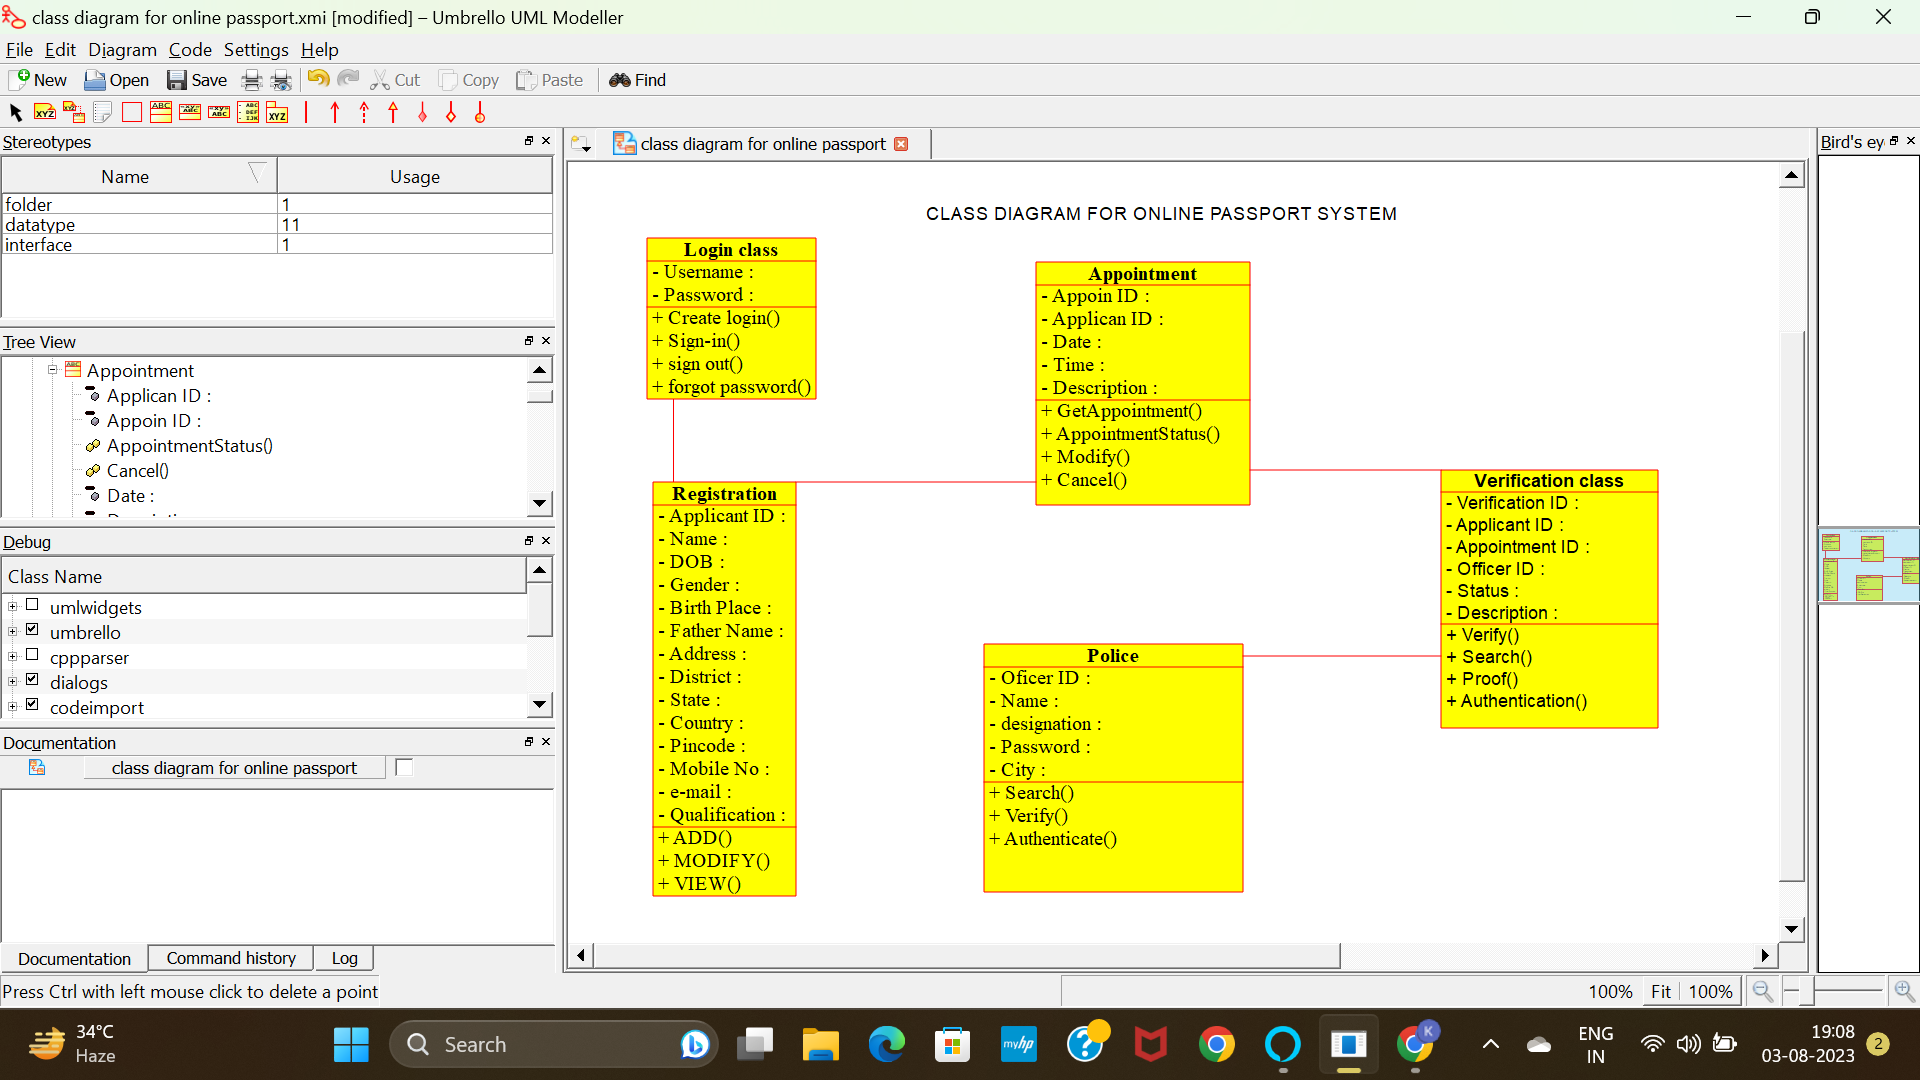 class diagram for online passport.xmi [modified] – Umbrello UML Modeller
File Edit Diagram Code Settings Help
New Open Save Cut Copy Paste Find
Stereotypes
Name Usage
folder 1
datatype 11
interface 1
Tree View
Appointment
Applican ID :
Appoin ID :
AppointmentStatus()
Cancel()
Date :
Debug
Class Name
umlwidgets
umbrello
cppparser
dialogs
codeimport
Documentation
class diagram for online passport
Documentation Command history Log
Press Ctrl with left mouse click to delete a point
class diagram for online passport
CLASS DIAGRAM FOR ONLINE PASSPORT SYSTEM
Login class
- Username :
- Password :
+ Create login()
+ Sign-in()
+ sign out()
+ forgot password()
Appointment
- Appoin ID :
- Applican ID :
- Date :
- Time :
- Description :
+ GetAppointment()
+ AppointmentStatus()
+ Modify()
+ Cancel()
Registration
- Applicant ID :
- Name :
- DOB :
- Gender :
- Birth Place :
- Father Name :
- Address :
- District :
- State :
- Country :
- Pincode :
- Mobile No :
- e-mail :
- Qualification :
+ ADD()
+ MODIFY()
+ VIEW()
Verification class
- Verification ID :
- Applicant ID :
- Appointment ID :
- Officer ID :
- Status :
- Description :
+ Verify()
+ Search()
+ Proof()
+ Authentication()
Police
- Oficer ID :
- Name :
- designation :
- Password :
- City :
+ Search()
+ Verify()
+ Authenticate()
Bird's ey
100% Fit 100%
34°C
Haze
Search
myhp
K
ENG
IN
19:08
03-08-2023
2